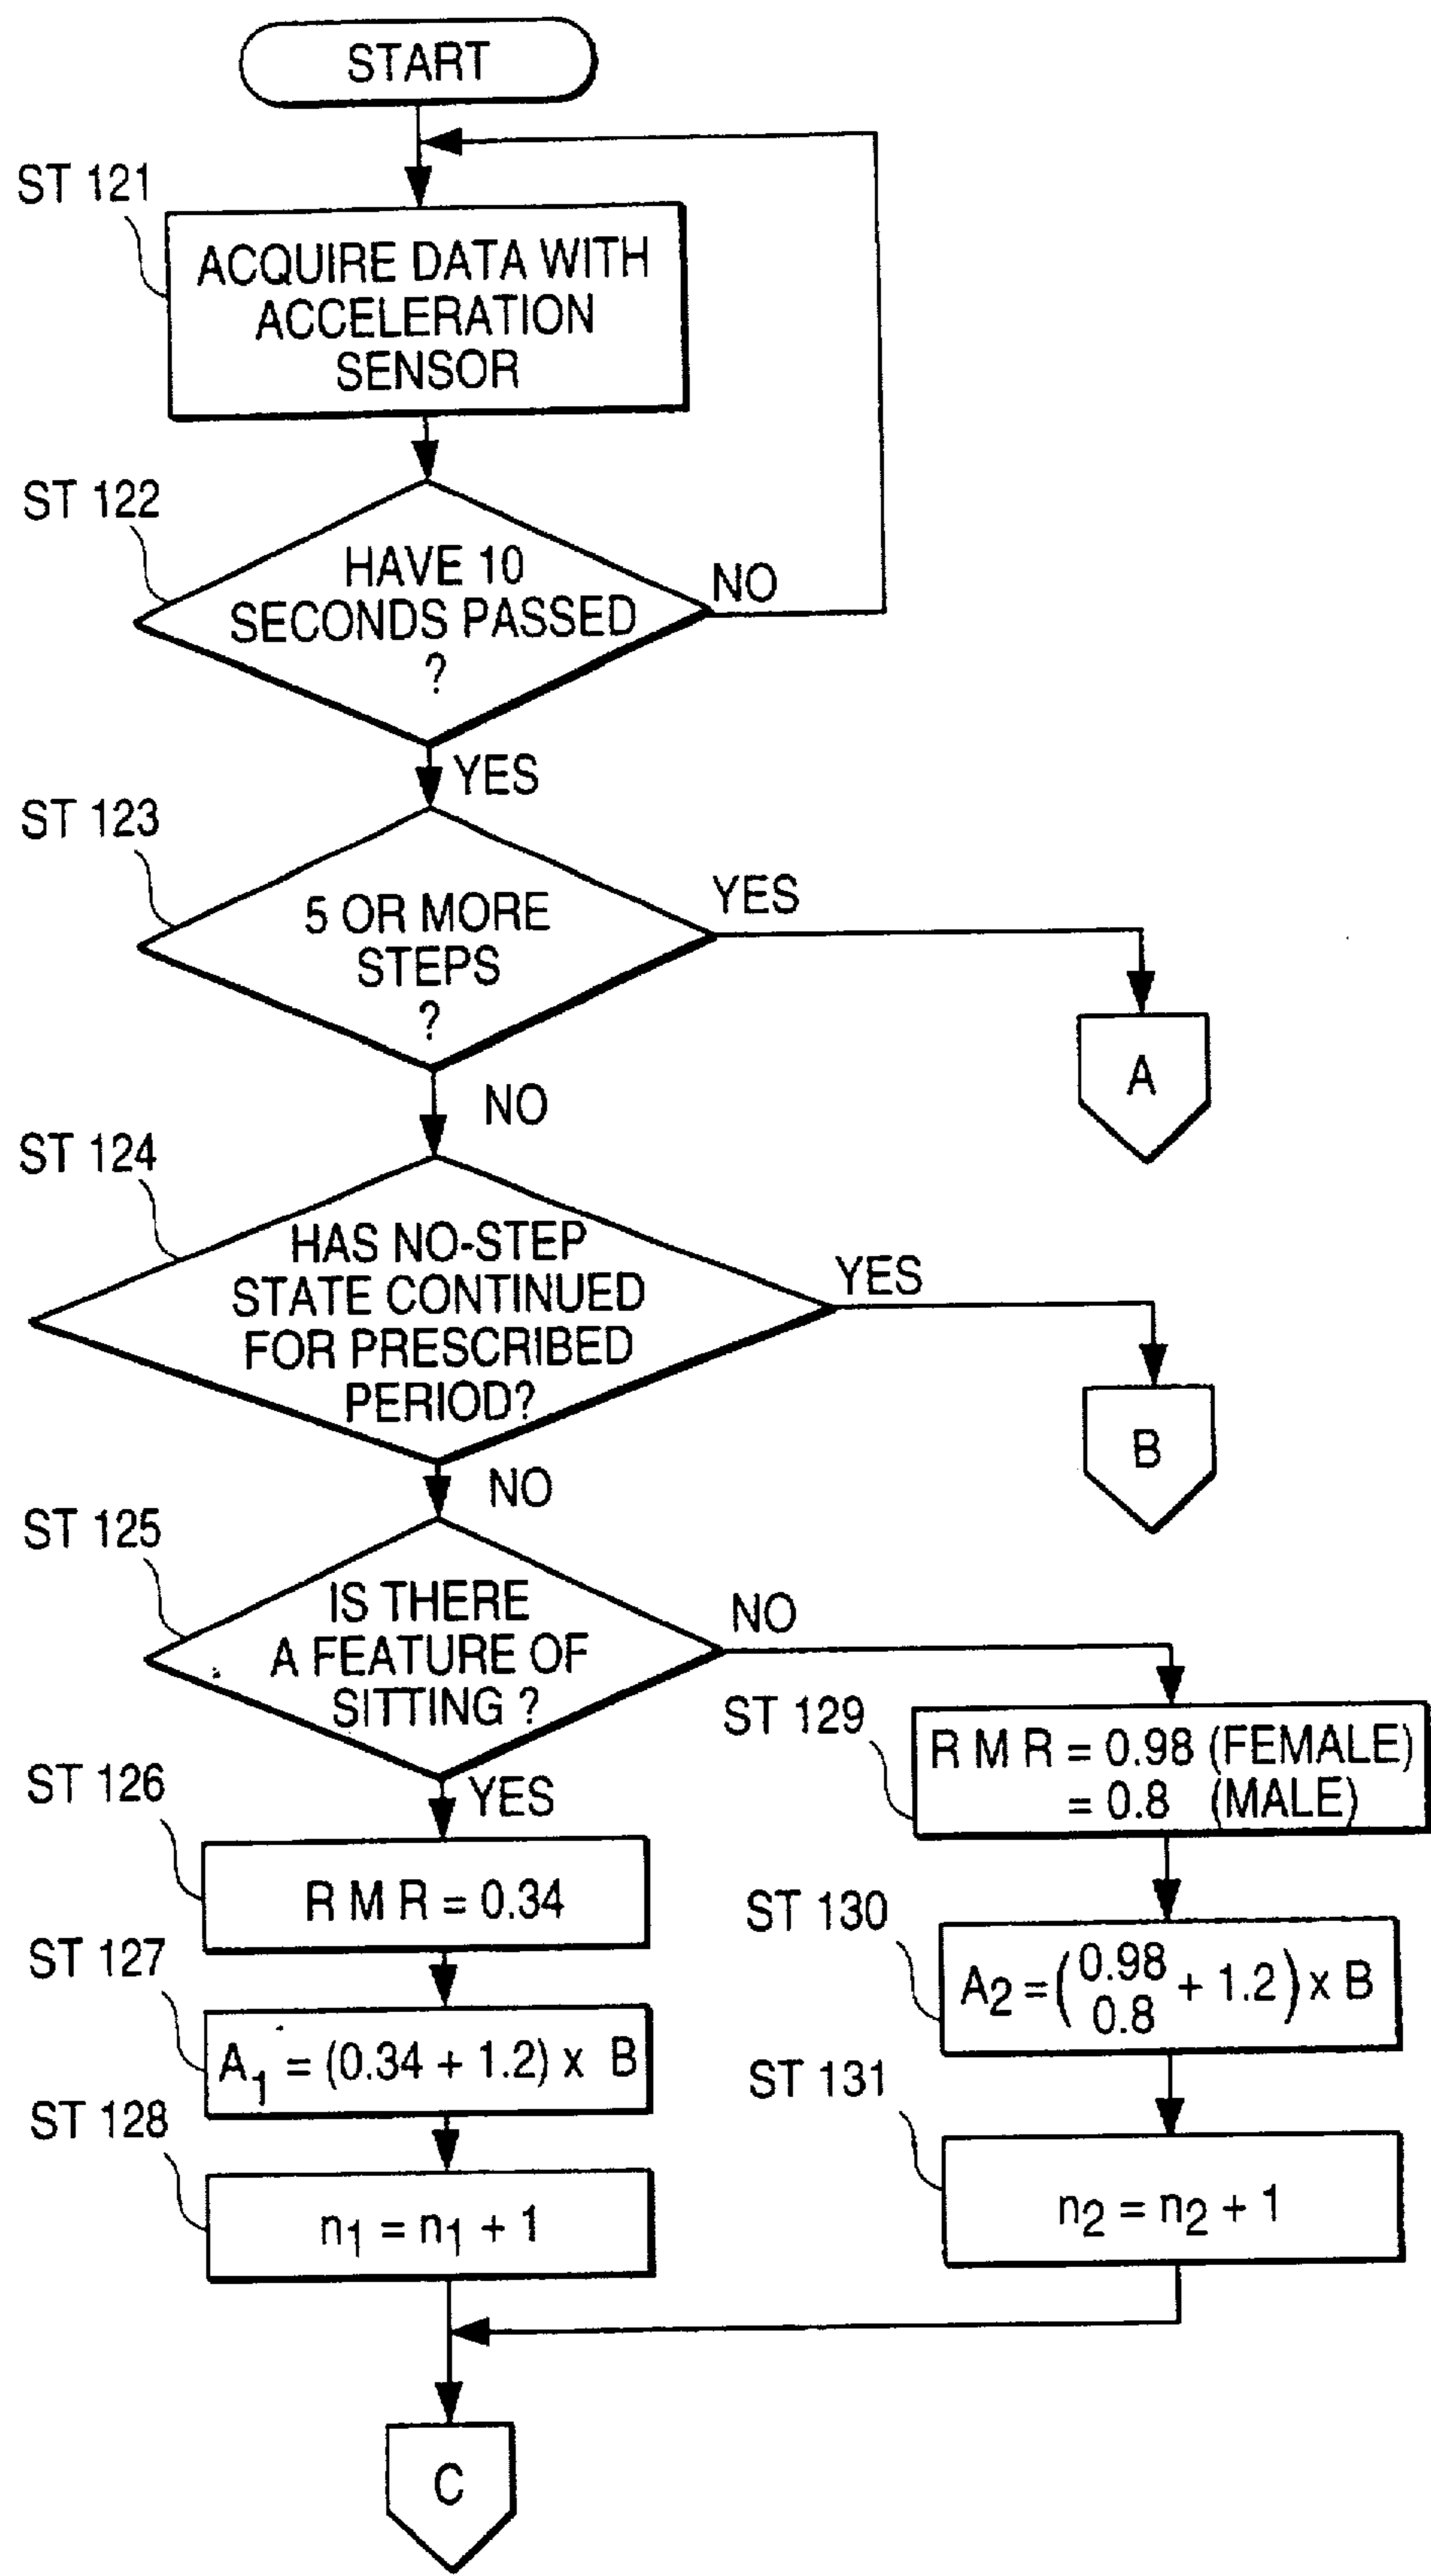 START
ST 121
ACQUIRE DATA WITH
ACCELERATION
SENSOR
ST 122
HAVE 10
SECONDS PASSED
?
NO
YES
ST 123
5 OR MORE
STEPS
?
YES
A
NO
ST 124
HAS NO-STEP
STATE CONTINUED
FOR PRESCRIBED
PERIOD?
YES
B
NO
ST 125
IS THERE
A FEATURE OF
SITTING ?
NO
YES
ST 126
R M R = 0.34
ST 127
A1 = (0.34 + 1.2) x B
ST 128
n1 = n1 + 1
ST 129
R M R = 0.98 (FEMALE)
= 0.8 (MALE)
ST 130
A2 = (0.98 0.8 + 1.2) x B
ST 131
n2 = n2 + 1
C